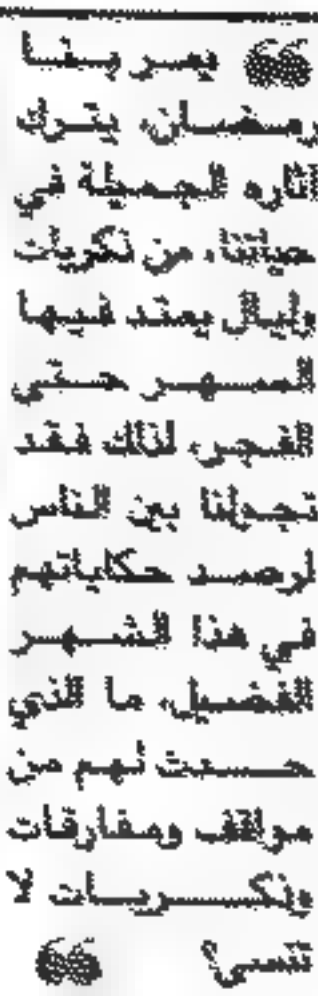 ❝ يمر بنا
رمضان، يترك
آثاره الجميلة في
حياتنا، من ذكريات
وليال يمتد فيها
السهر حتى
الفجر، لذلك فقد
تجولنا بين الناس
لرصد حكاياتهم
في هذا الشهر
الفضيل، ما الذي
حدث لهم من
مواقف ومفارقات
وذكريات لا
تنسى؟ ❞